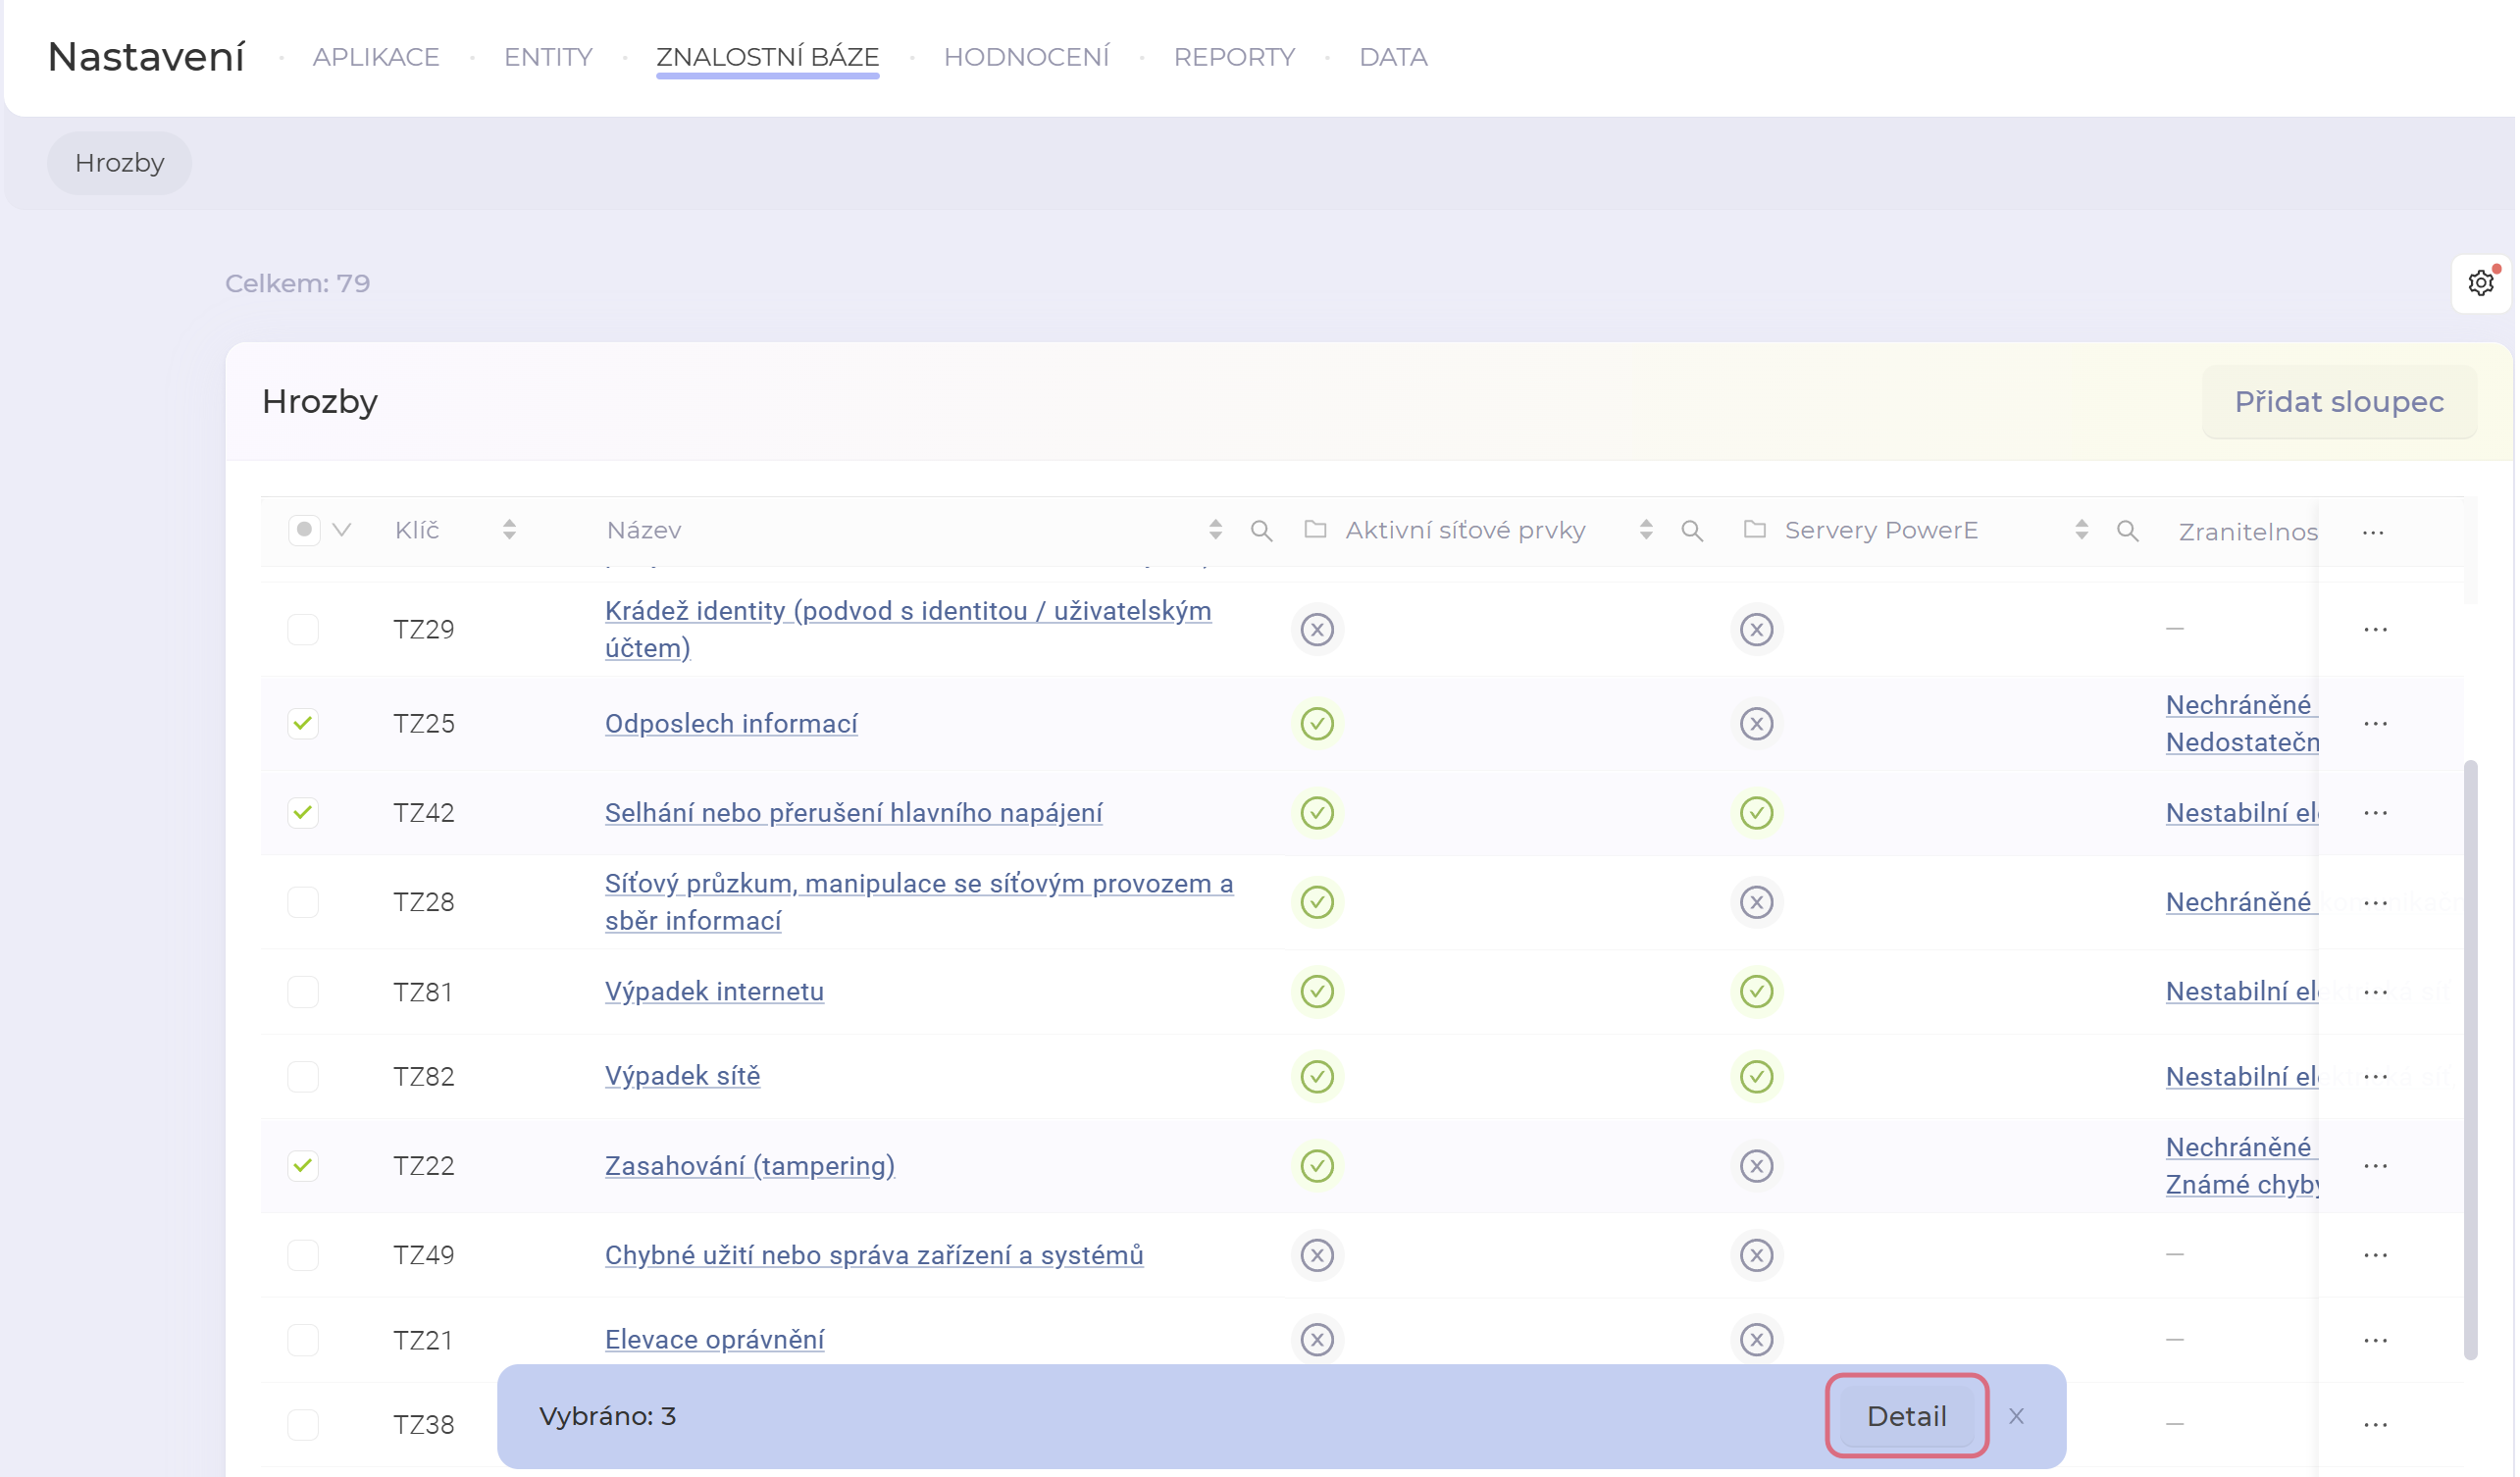 Nastavení · APLIKACE · ENTITY · ZNALOSTNÍ BÁZE · HODNOCENÍ · REPORTY · DATA
Hrozby
Celkem: 79
Hrozby
Přidat sloupec
Klíč Název Aktivní síťové prvky Servery PowerE Zranitelnos ...
TZ29 Krádež identity (podvod s identitou / uživatelským
účtem) — ...
TZ25 Odposlech informací Nechráněné
Nedostatečn ...
TZ42 Selhání nebo přerušení hlavního napájení Nestabilní el ...
TZ28 Síťový průzkum, manipulace se síťovým provozem a
sběr informací Nechráněné ...
TZ81 Výpadek internetu Nestabilní el ...
TZ82 Výpadek sítě Nestabilní el ...
TZ22 Zasahování (tampering) Nechráněné
Známé chyby ...
TZ49 Chybné užití nebo správa zařízení a systémů — ...
TZ21 Elevace oprávnění — ...
TZ38 — ...
Vybráno: 3 Detail X